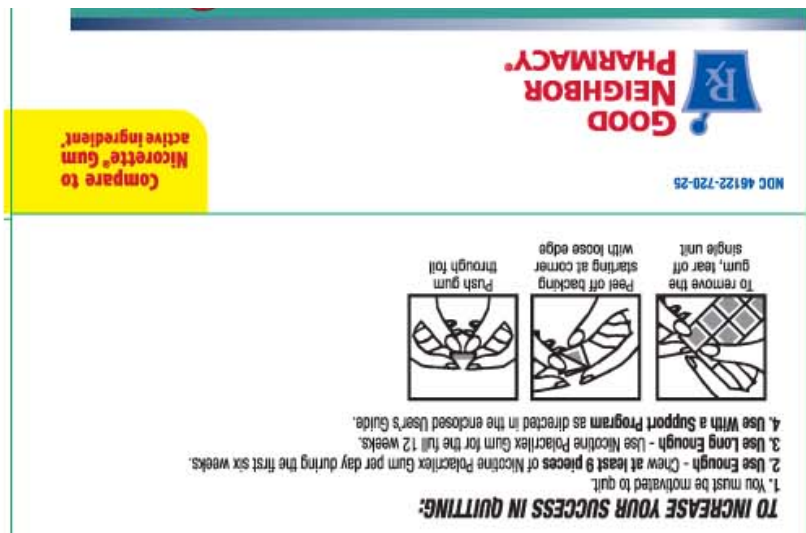 TO INCREASE YOUR SUCCESS IN QUITTING:
1. You must be motivated to quit.
2. Use Enough - Chew at least 9 pieces of Nicotine Polacrilex Gum per day during the first six weeks.
3. Use Long Enough - Use Nicotine Polacrilex Gum for the full 12 weeks.
4. Use With a Support Program as directed in the enclosed User's Guide.
To remove the
gum, tear off
single unit
Peel off backing
starting at corner
with loose edge
Push gum
through foil
NDC 46122-720-25
Rx
GOOD
NEIGHBOR
PHARMACY®
Compare to
Nicorette® Gum
active ingredient*